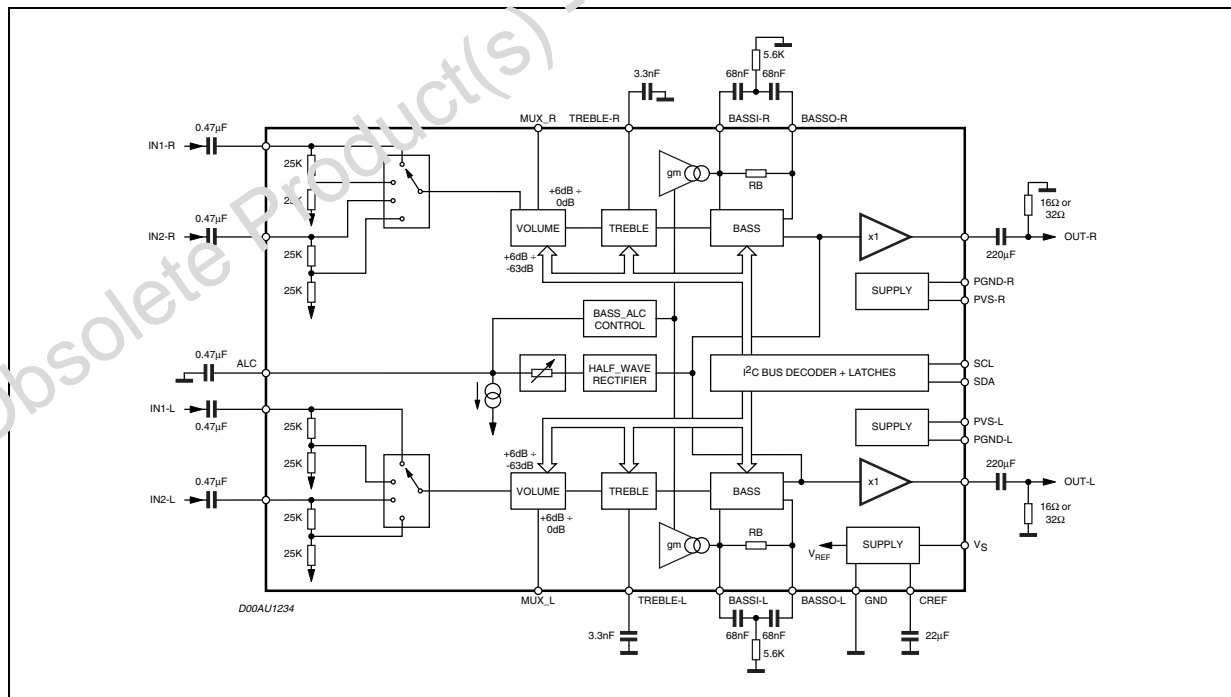 Obsolete Product(s)
5.6K
68nF 68nF
3.3nF
MUX_R TREBLE-R BASSI-R BASSO-R
0.47µF
IN1-R
25K
gm
RB
+6dB ÷
0dB
16Ω or
32Ω
0.47µF
IN2-R
VOLUME TREBLE BASS
x1
OUT-R
220µF
25K
+6dB ÷
-63dB
25K
SUPPLY
PGND-R
PVS-R
BASS_ALC
CONTROL
0.47µF
ALC
HALF_WAVE
RECTIFIER
I²C BUS DECODER + LATCHES
SCL
SDA
IN1-L
0.47µF
25K
25K
SUPPLY
PVS-L
PGND-L
+6dB ÷
-63dB
0.47µF
IN2-L
VOLUME TREBLE BASS
x1
220µF
OUT-L
25K
+6dB ÷
0dB
16Ω or
32Ω
25K
gm
RB
VREF
SUPPLY
VS
D00AU1234
MUX_L TREBLE-L BASSI-L BASSO-L GND CREF
3.3nF
68nF 68nF
22µF
5.6K